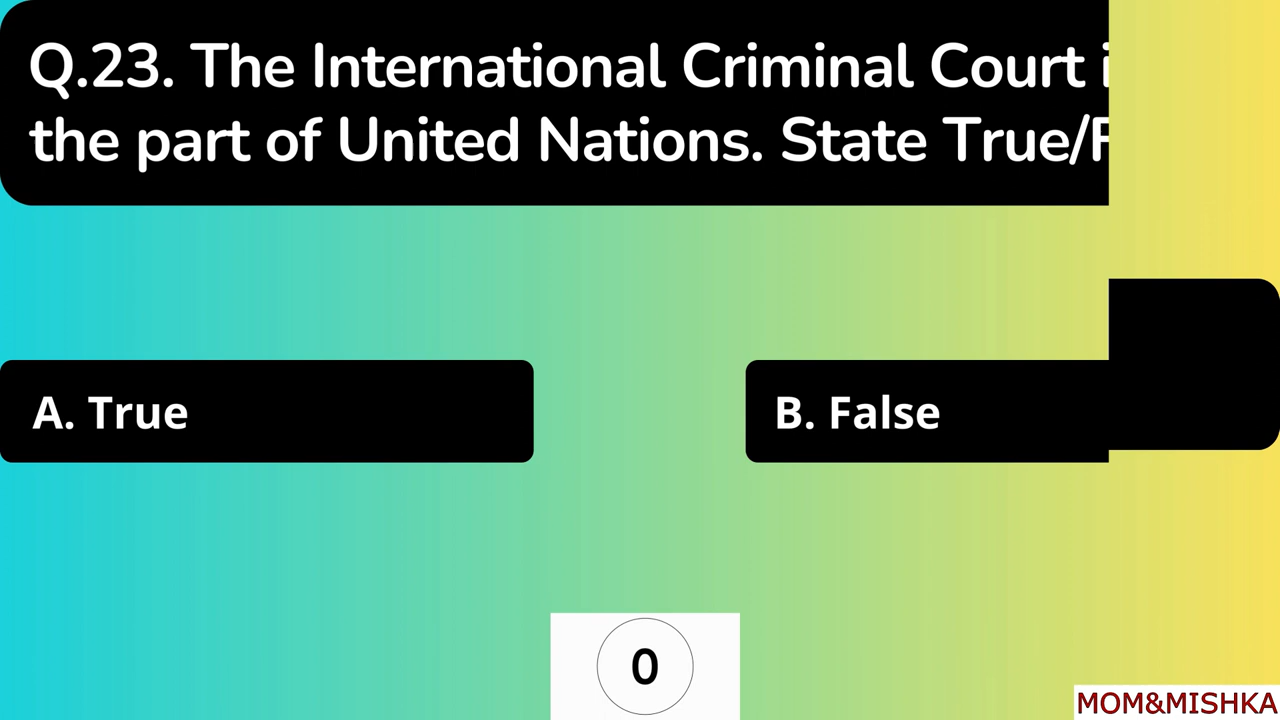 Q.23. The International Criminal Court i
the part of United Nations. State True/F
A. True
B. False
0
MOM&MISHKA